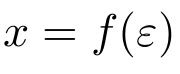 x = f(ε)